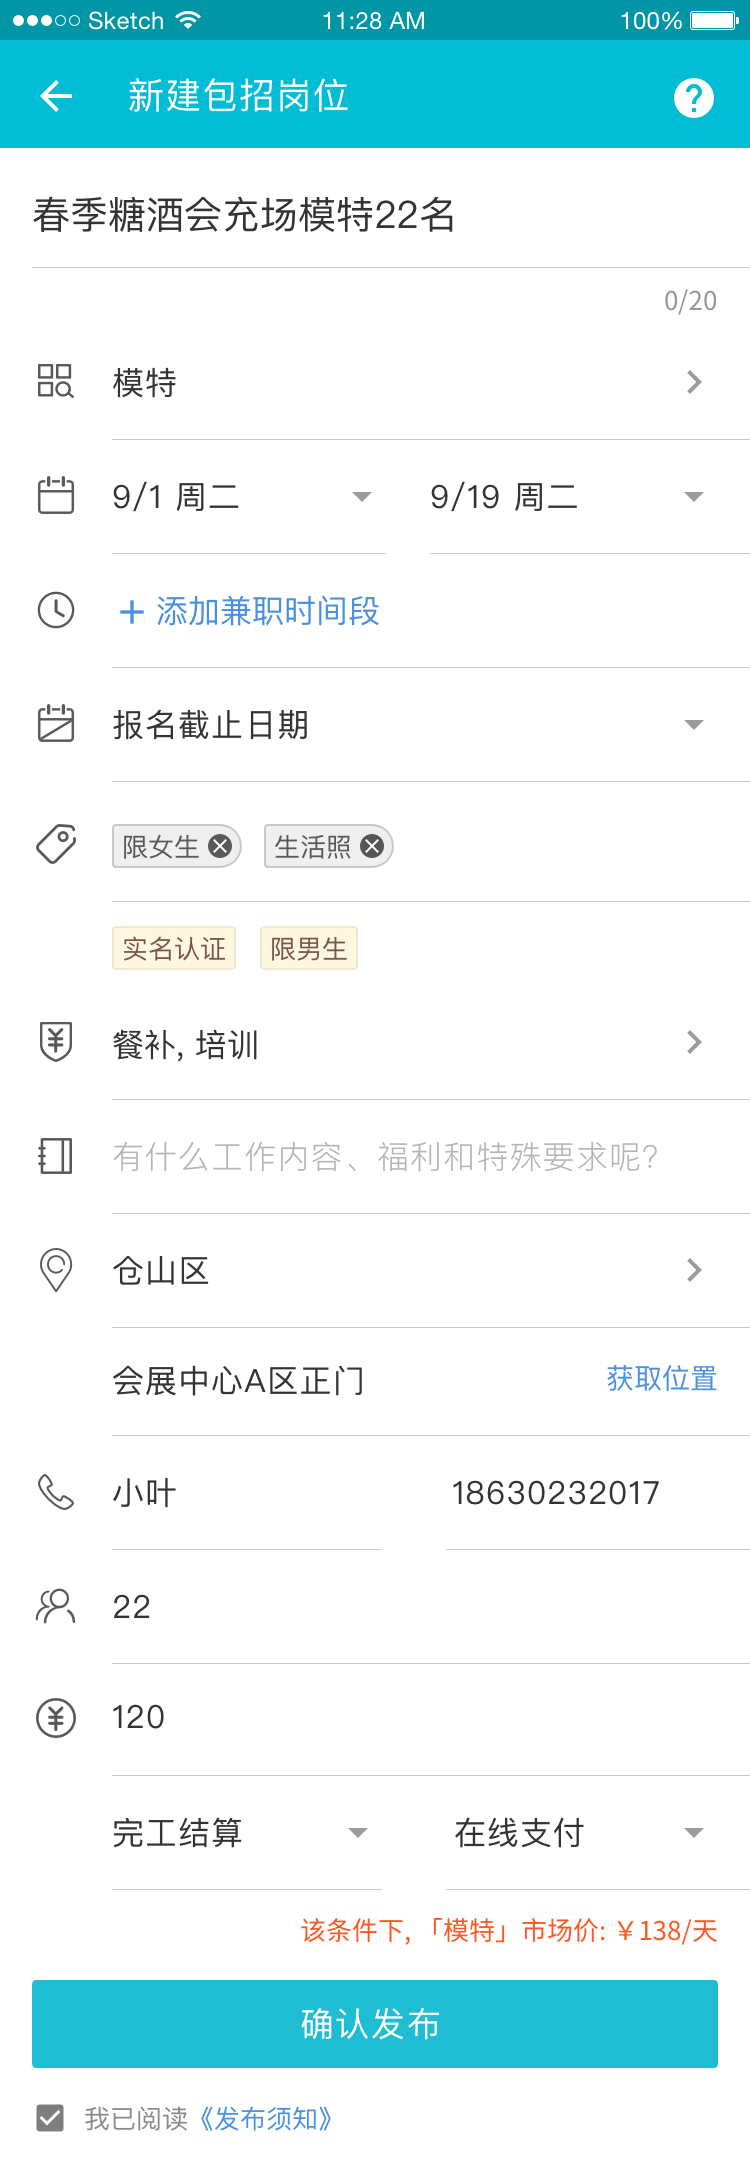 Sketch 11:28 AM 100%
新建包招岗位
春季糖酒会充场模特22名
0/20
模特
9/1 周二 9/19 周二
+ 添加兼职时间段
报名截止日期
限女生 生活照
实名认证 限男生
餐补, 培训
有什么工作内容、福利和特殊要求呢?
仓山区
会展中心A区正门 获取位置
小叶 18630232017
22
120
完工结算 在线支付
该条件下, 「模特」市场价: ¥138/天
确认发布
我已阅读《发布须知》